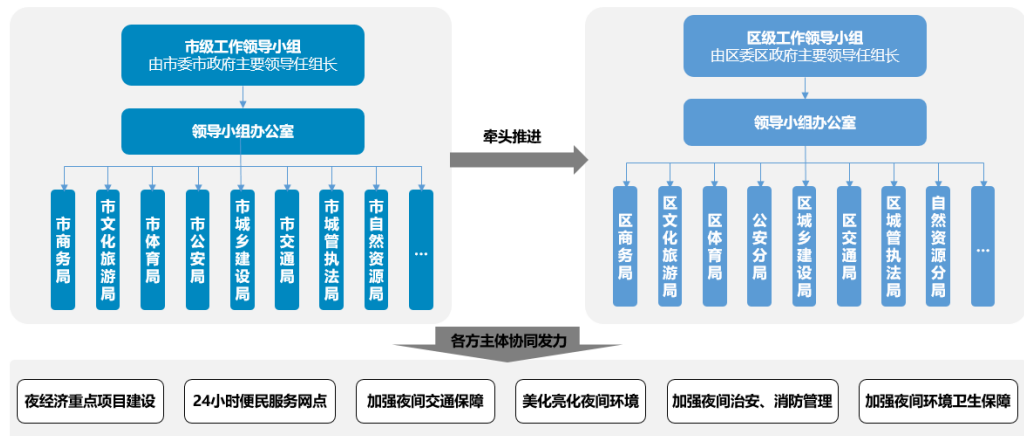 市级工作领导小组
由市委市政府主要领导任组长
领导小组办公室
市商务局
市文化旅游局
市体育局
市公安局
市城乡建设局
市交通局
市城管执法局
市自然资源局
...
牵头推进
区级工作领导小组
由区委区政府主要领导任组长
领导小组办公室
区商务局
区文化旅游局
区体育局
公安分局
区城乡建设局
区交通局
区城管执法局
自然资源分局
...
各方主体协同发力
夜经济重点项目建设
24小时便民服务网点
加强夜间交通保障
美化亮化夜间环境
加强夜间治安、消防管理
加强夜间环境卫生保障